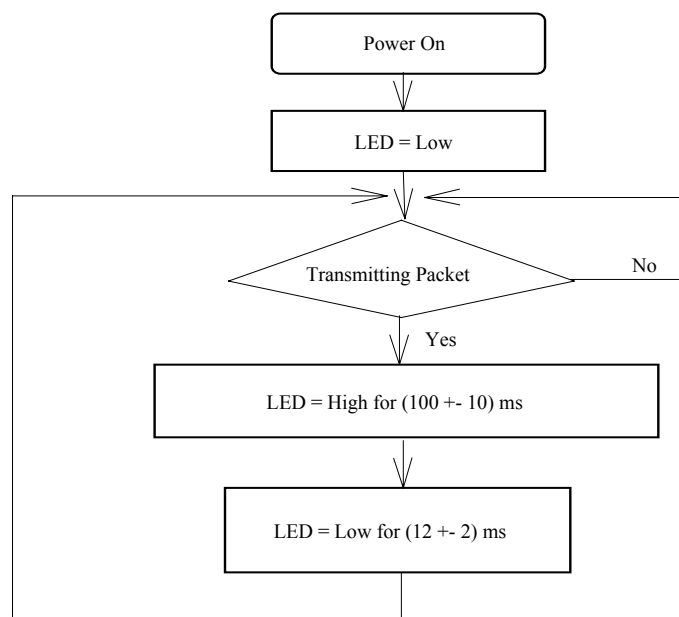 Power On
LED = Low
Transmitting Packet
No
Yes
LED = High for (100 +- 10) ms
LED = Low for (12 +- 2) ms